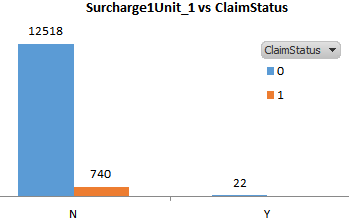 Surcharge1Unit_1 vs ClaimStatus
12518
ClaimStatus
0
1
740
22
N
Y